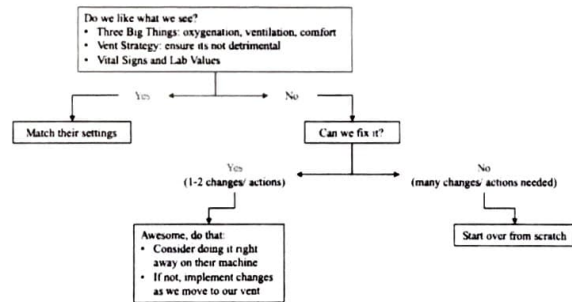 Do we like what we see?
• Three Big Things: oxygenation, ventilation, comfort
• Vent Strategy: ensure its not detrimental
• Vital Signs and Lab Values
Yes
No
Match their settings
Can we fix it?
Yes
(1-2 changes/ actions)
No
(many changes/ actions needed)
Awesome, do that:
• Consider doing it right
away on their machine
• If not, implement changes
as we move to our vent
Start over from scratch